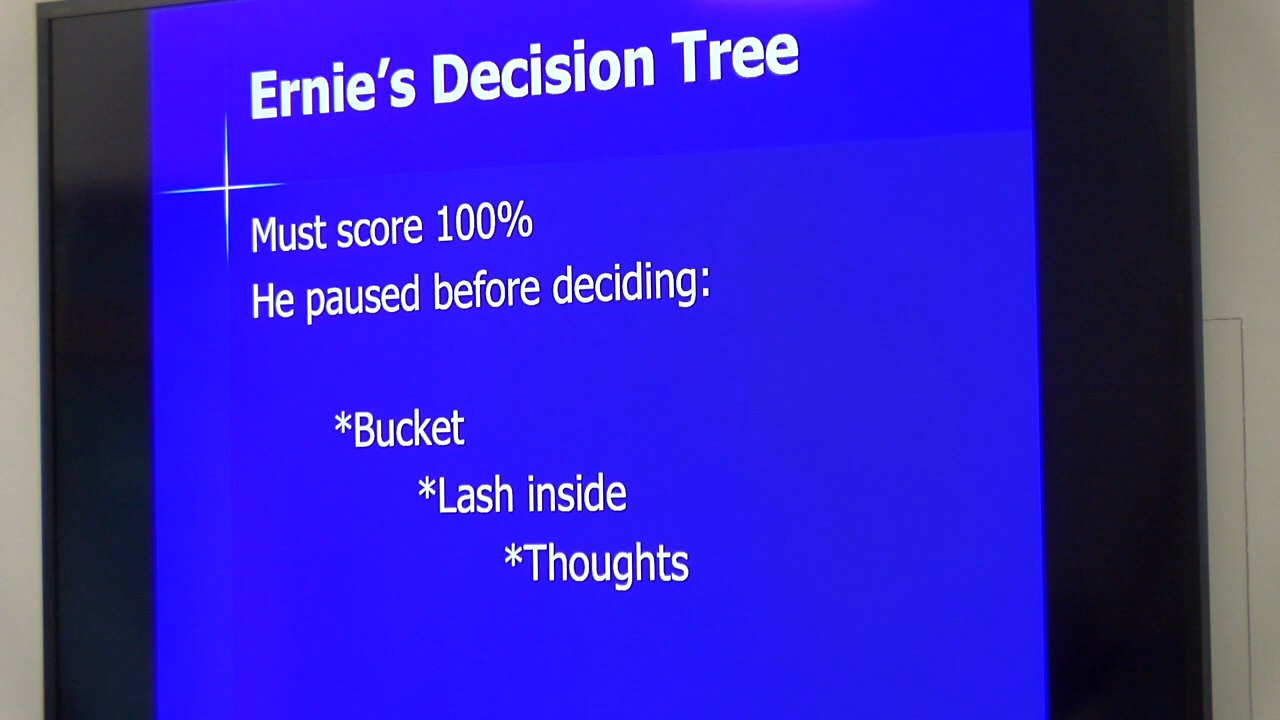 Ernie's Decision Tree
Must score 100%
He paused before deciding:
*Bucket
*Lash inside
*Thoughts